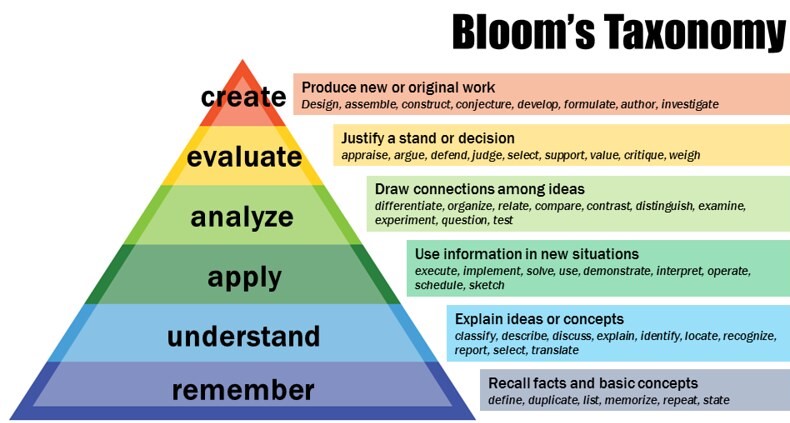 Bloom's Taxonomy
create
Produce new or original work
Design, assemble, construct, conjecture, develop, formulate, author, investigate
evaluate
Justify a stand or decision
appraise, argue, defend, judge, select, support, value, critique, weigh
analyze
Draw connections among ideas
differentiate, organize, relate, compare, contrast, distinguish, examine,
experiment, question, test
apply
Use information in new situations
execute, implement, solve, use, demonstrate, interpret, operate,
schedule, sketch
understand
Explain ideas or concepts
classify, describe, discuss, explain, identify, locate, recognize,
report, select, translate
remember
Recall facts and basic concepts
define, duplicate, list, memorize, repeat, state